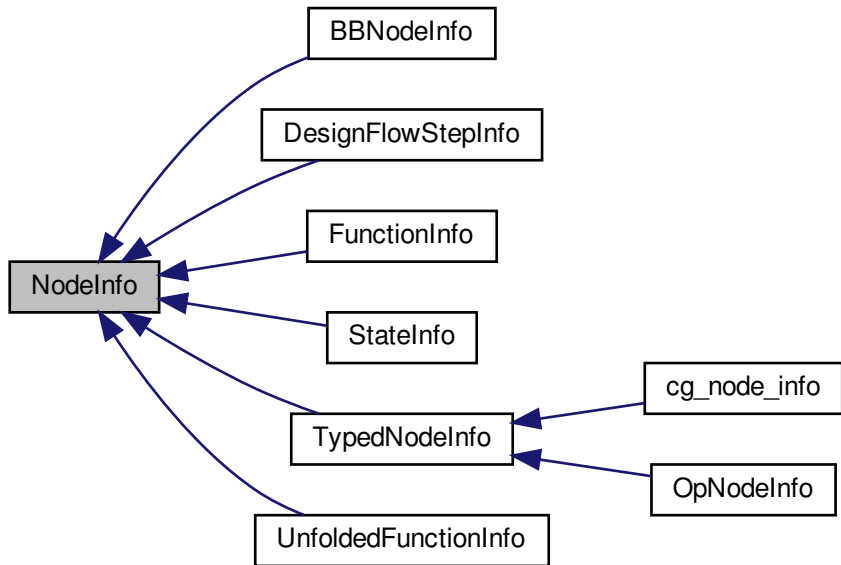 BBNodeInfo
DesignFlowStepInfo
FunctionInfo
NodeInfo
StateInfo
cg_node_info
TypedNodeInfo
OpNodeInfo
UnfoldedFunctionInfo